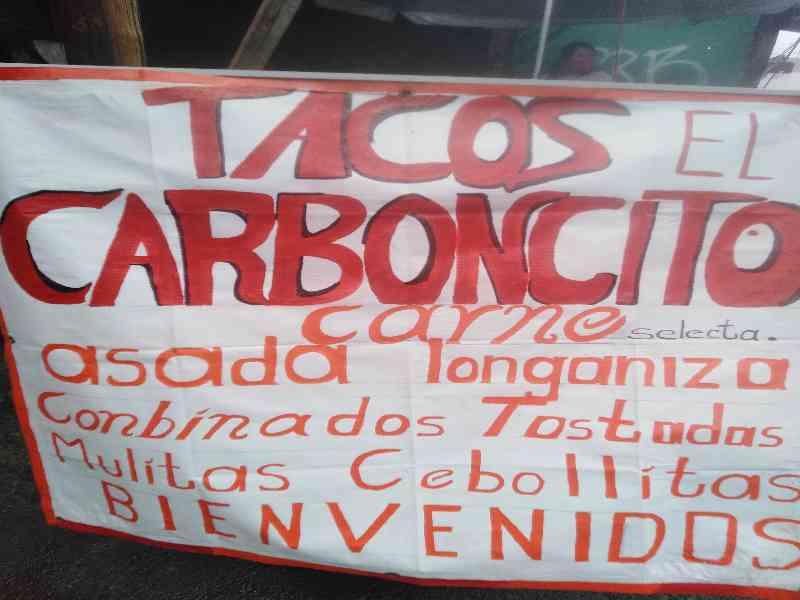 TACOS EL
CARBONCITO
carne selecta.
asada longaniza
Conbinados Tostadas
Mulitas Cebollitas
BIENVENIDOS